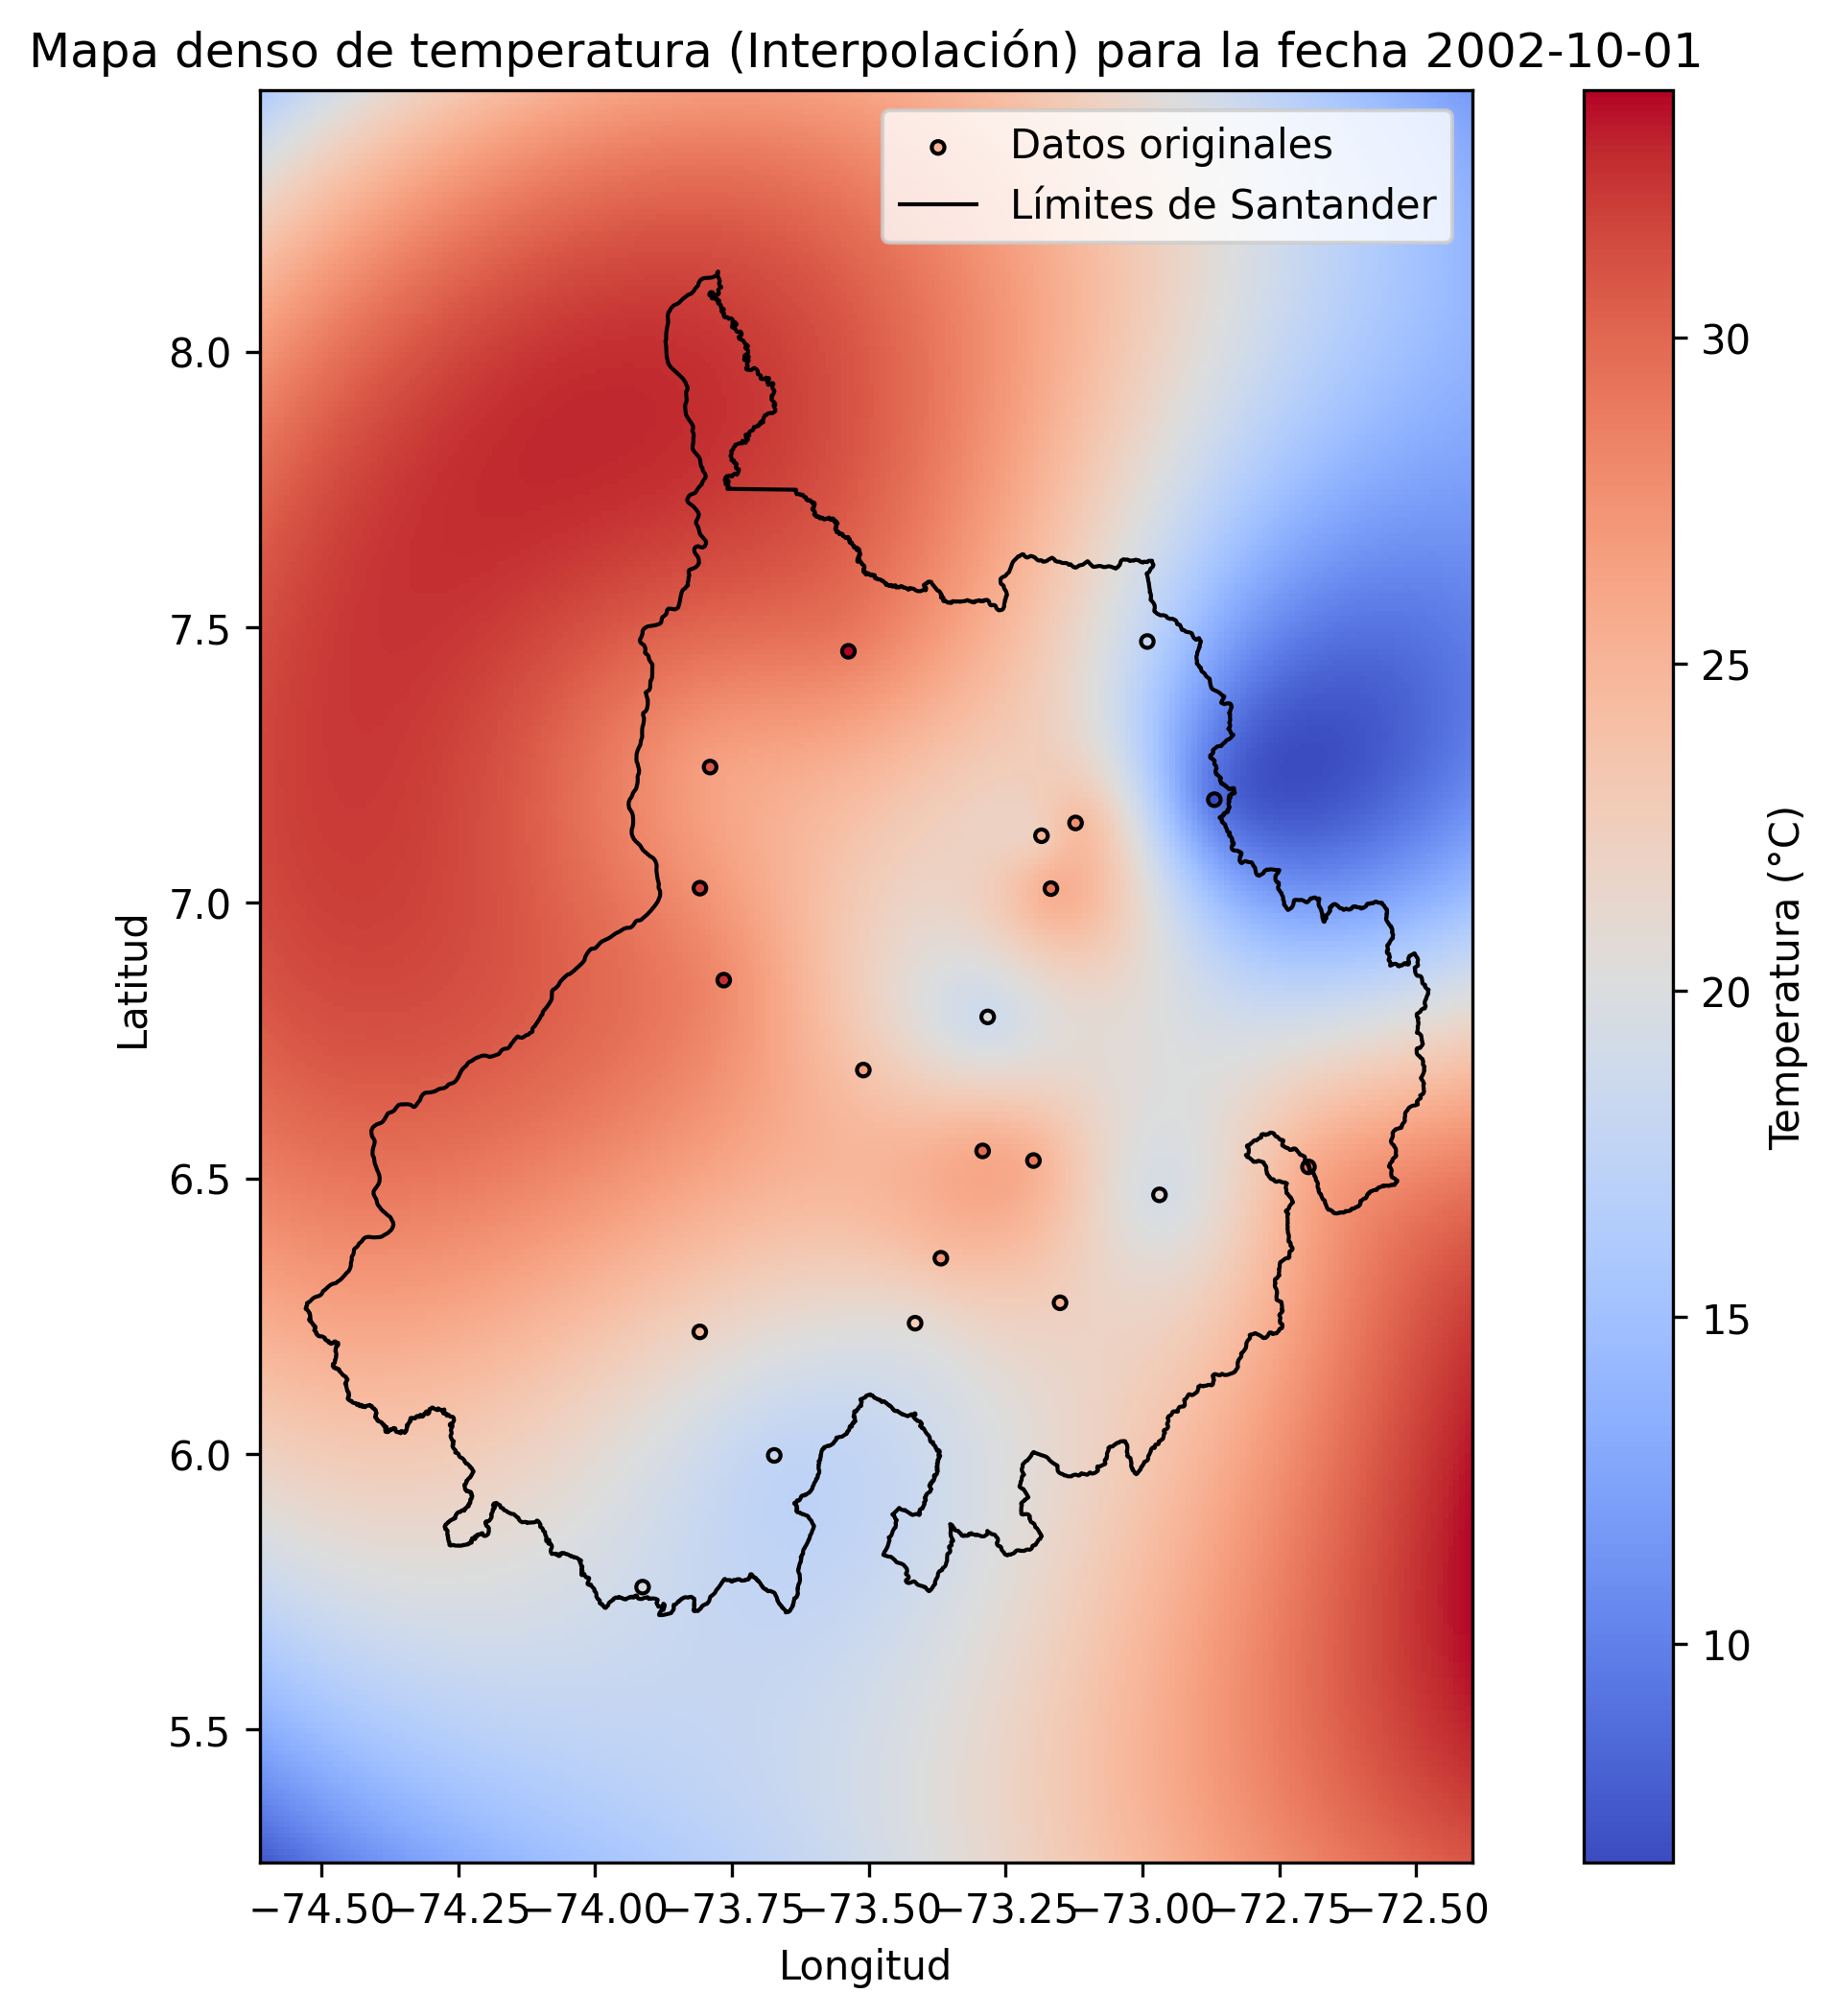 Mapa denso de temperatura (Interpolación) para la fecha 2002-10-01
Datos originales
Límites de Santander
8.0
7.5
7.0
6.5
6.0
5.5
Latitud
−74.50 −74.25 −74.00 −73.75 −73.50 −73.25 −73.00 −72.75 −72.50
Longitud
30
25
20
15
10
Temperatura (°C)